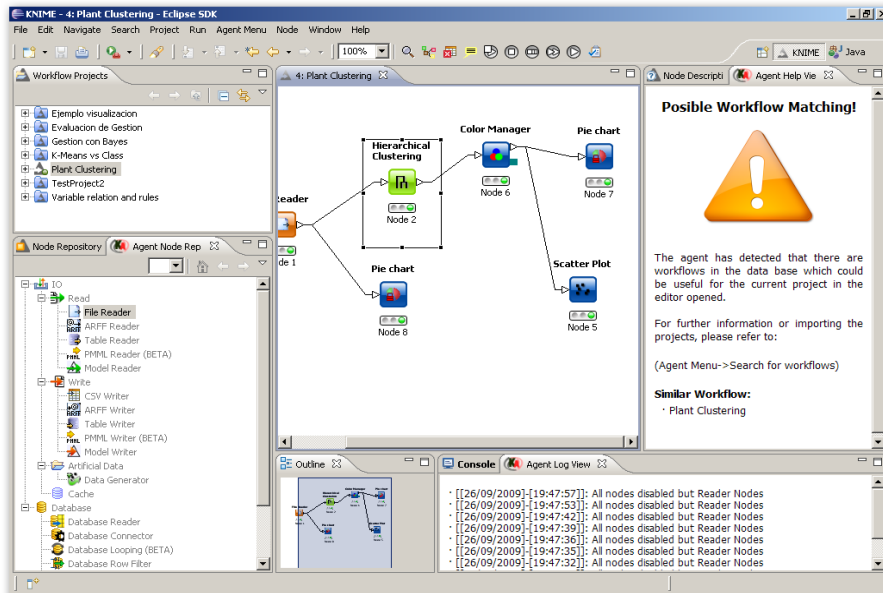 KNIME - 4: Plant Clustering - Eclipse SDK
File Edit Navigate Search Project Run Agent Menu Node Window Help
100%
KNIME
Java
Workflow Projects
Ejemplo visualizacion
Evaluacion de Gestion
Gestion con Bayes
K-Means vs Class
Plant Clustering
TestProject2
Variable relation and rules
Node Repository
Agent Node Rep
IO
Read
File Reader
ARFF Reader
Table Reader
PMML Reader (BETA)
Model Reader
Write
CSV Writer
ARFF Writer
Table Writer
PMML Writer (BETA)
Model Writer
Artificial Data
Data Generator
Cache
Database
Database Reader
Database Connector
Database Looping (BETA)
Database Row Filter
4: Plant Clustering
eader
de 1
Hierarchical
Clustering
Node 2
Color Manager
Node 6
Pie chart
Node 7
Pie chart
Node 8
Scatter Plot
Node 5
Node Descripti
Agent Help Vie
Posible Workflow Matching!
The agent has detected that there are
workflows in the data base which could
be useful for the current project in the
editor opened.
For further information or importing the
projects, please refer to:
(Agent Menu->Search for workflows)
Similar Workflow:
· Plant Clustering
Outline
Console
Agent Log View
· [[26/09/2009]-[19:47:57]]: All nodes disabled but Reader Nodes
· [[26/09/2009]-[19:47:53]]: All nodes disabled but Reader Nodes
· [[26/09/2009]-[19:47:42]]: All nodes disabled but Reader Nodes
· [[26/09/2009]-[19:47:39]]: All nodes disabled but Reader Nodes
· [[26/09/2009]-[19:47:36]]: All nodes disabled but Reader Nodes
· [[26/09/2009]-[19:47:35]]: All nodes disabled but Reader Nodes
· [[26/09/2009]-[19:47:32]]: All nodes disabled but Reader Nodes